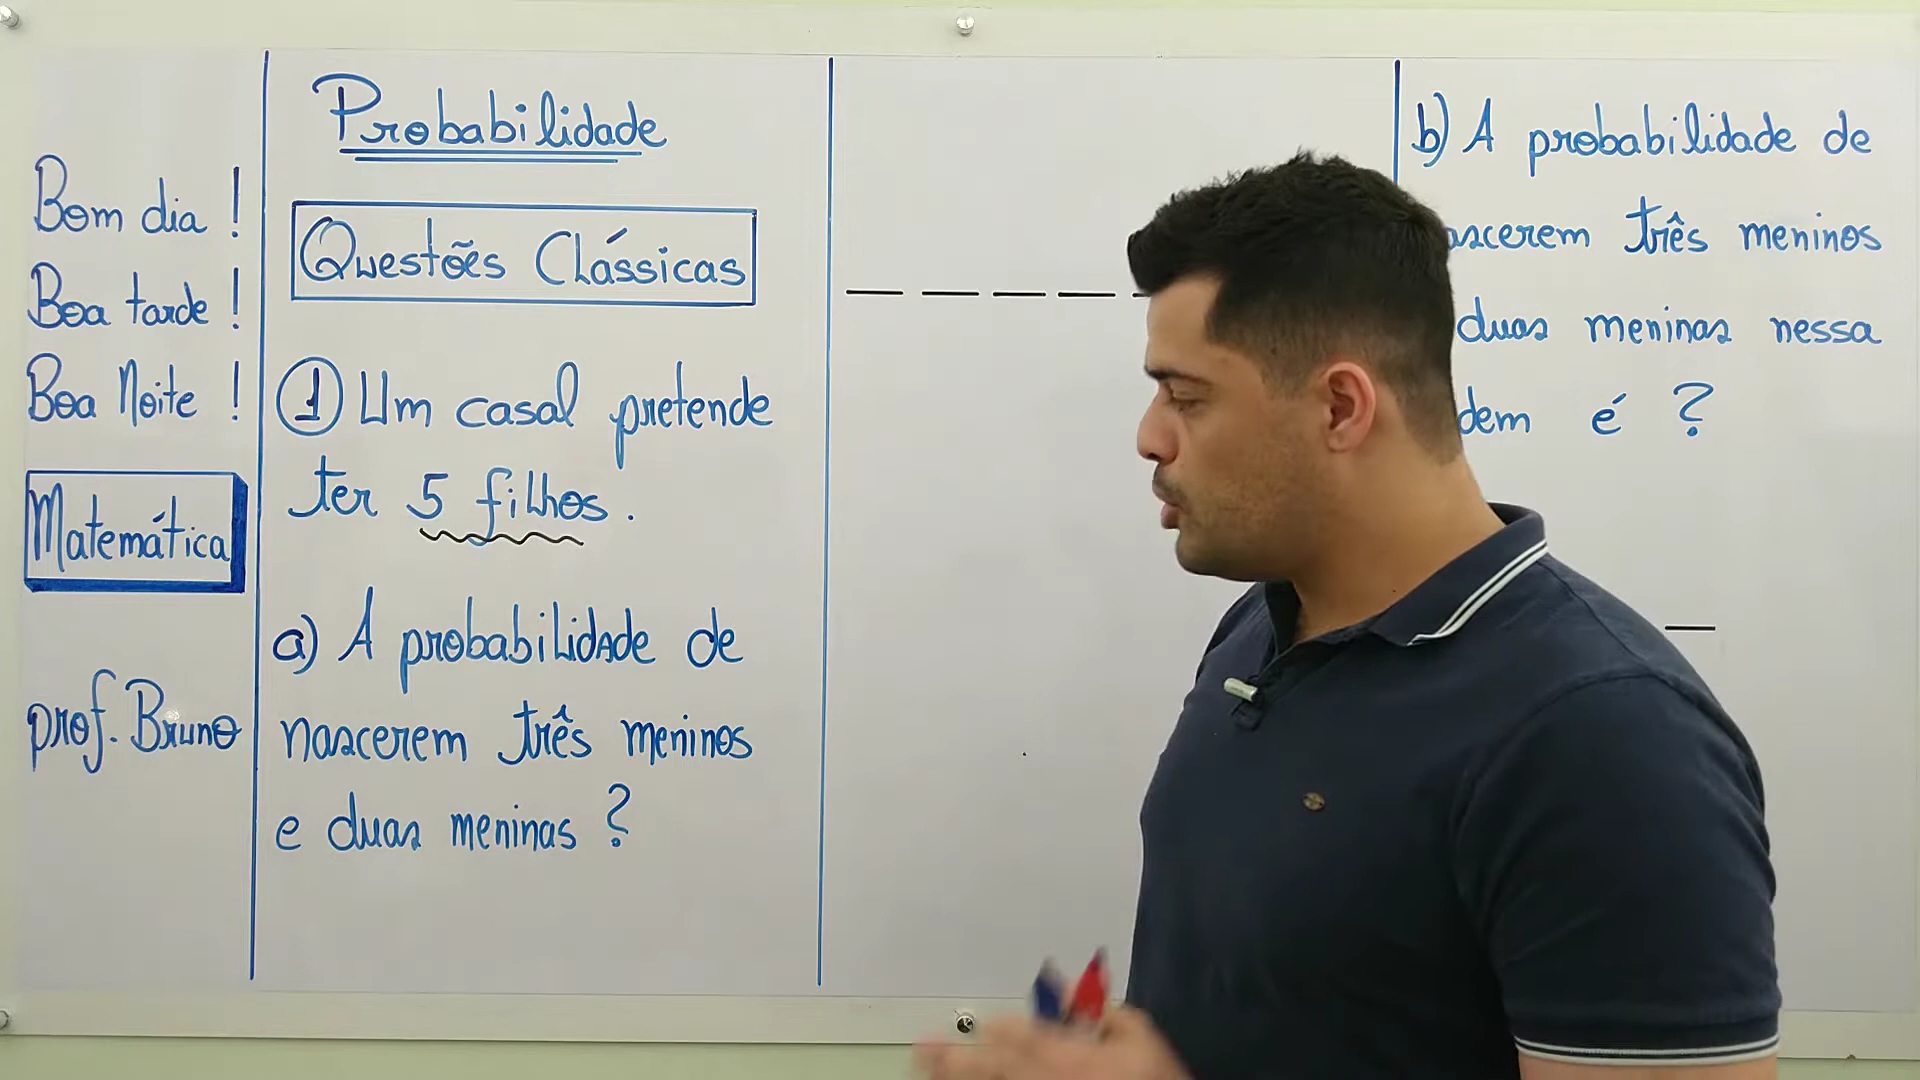 Bom dia!
Boa tarde!
Boa Noite!
Matemática
prof. Bruno
Probabilidade
Questões Clássicas
1 Um casal pretende
ter 5 filhos.
a) A probabilidade de
nascerem três meninos
e duas meninas?
b) A probabilidade de
três meninos
duas meninas nessa
é ?